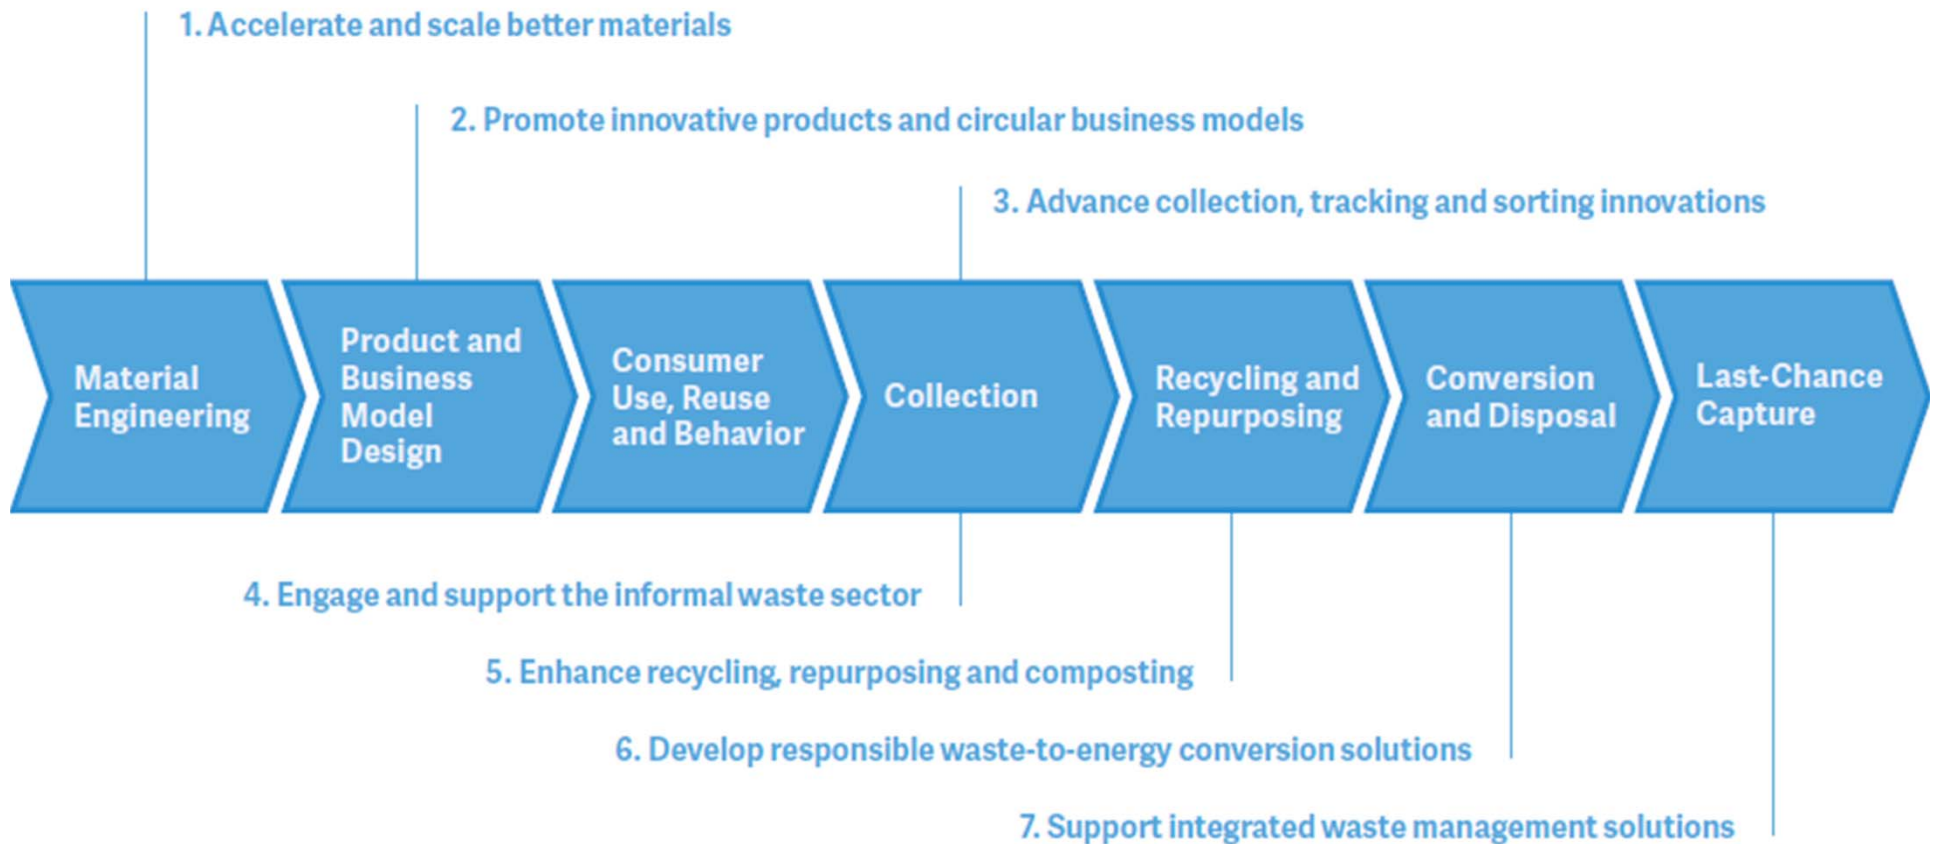 1. Accelerate and scale better materials
2. Promote innovative products and circular business models
3. Advance collection, tracking and sorting innovations
Material
Engineering
Product and
Business
Model
Design
Consumer
Use, Reuse
and Behavior
Collection
Recycling and
Repurposing
Conversion
and Disposal
Last-Chance
Capture
4. Engage and support the informal waste sector
5. Enhance recycling, repurposing and composting
6. Develop responsible waste-to-energy conversion solutions
7. Support integrated waste management solutions